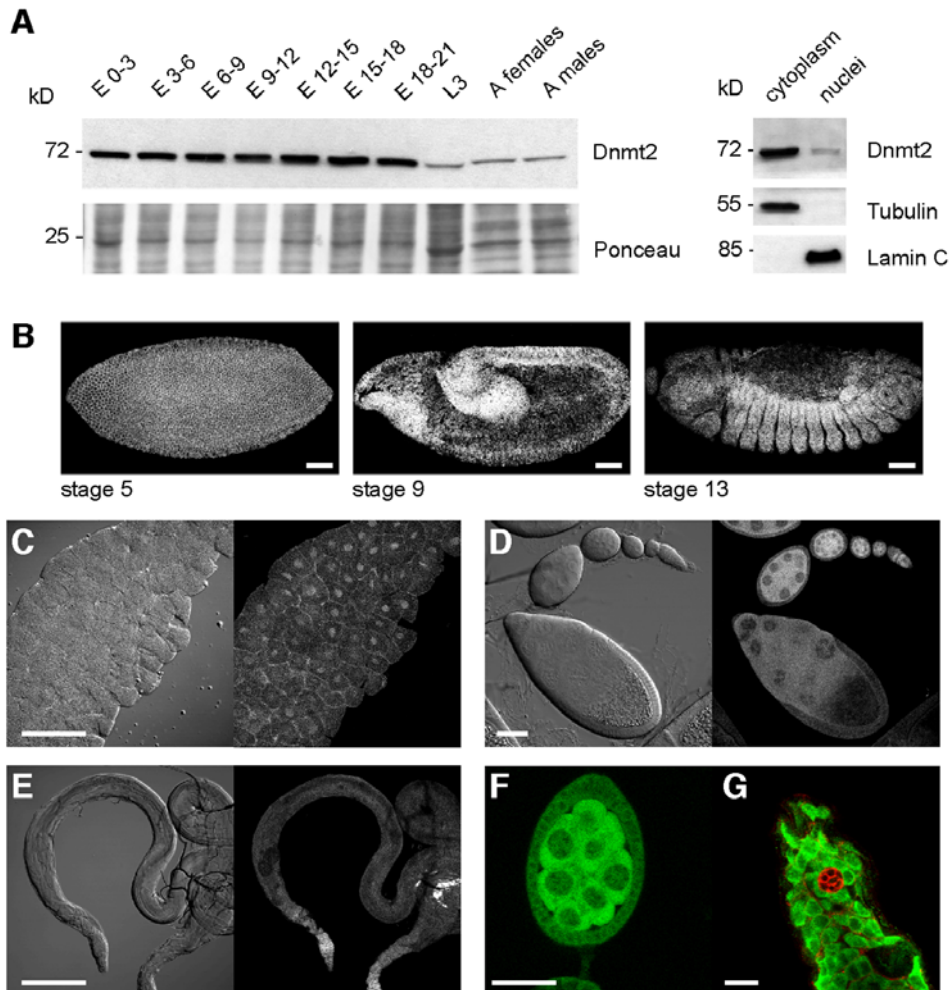 A
kD
E 0-3
E 3-6
E 6-9
E 9-12
E 12-15
E 15-18
E 18-21
L3
A females
A males
72
Dnmt2
25
Ponceau
kD
cytoplasm
nuclei
72
Dnmt2
55
Tubulin
85
Lamin C
B
stage 5
stage 9
stage 13
C
D
E
F
G